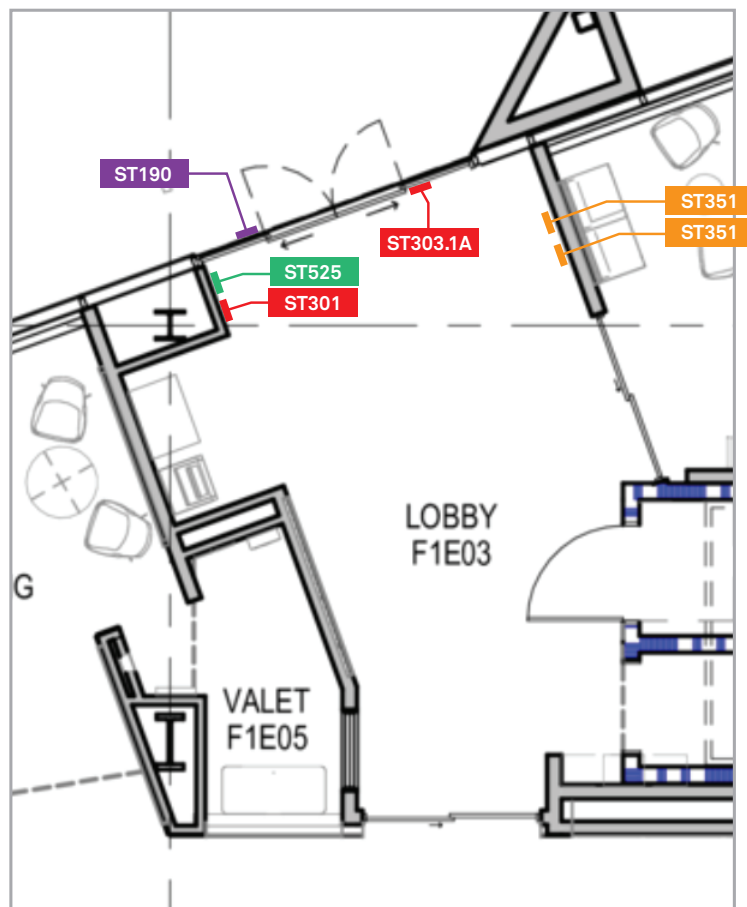 ST190
ST351
ST351
ST303.1A
ST525
ST301
LOBBY
F1E03
G
VALET
F1E05